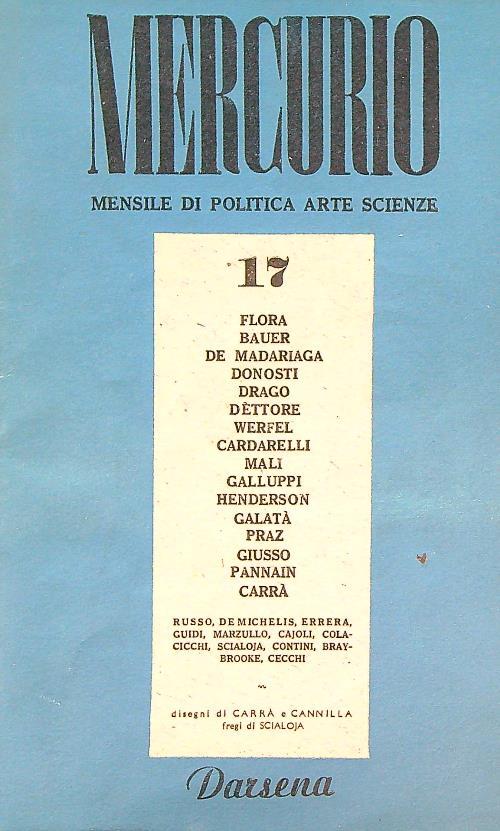 MERCURIO
MENSILE DI POLITICA ARTE SCIENZE
17
FLORA
BAUER
DE MADARIAGA
DONOSTI
DRAGO
DÈTTORE
WERFEL
CARDARELLI
MALI
GALLUPPI
HENDERSON
GALATÀ
PRAZ
GIUSSO
PANNAIN
CARRÀ
RUSSO, DEMICHELIS, ERRERA,
GUIDI, MARZULLO, CAJOLI, COLA-
CICCHI, SCIALOJA, CONTINI, BRAY-
BROOKE, CECCHI
disegni di CARRÀ e CANNILLA
fregi di SCIALOJA
Darsena